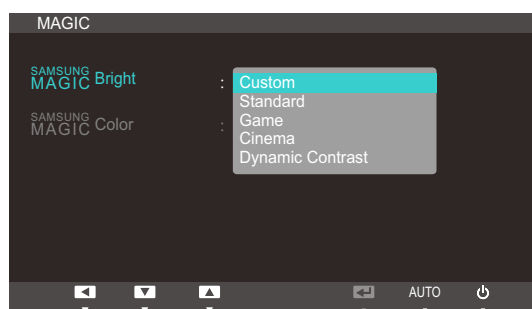 MAGIC
SAMSUNG
MAGIC Bright :
Custom
Standard
SAMSUNG
MAGIC Color :
Game
Cinema
Dynamic Contrast
AUTO